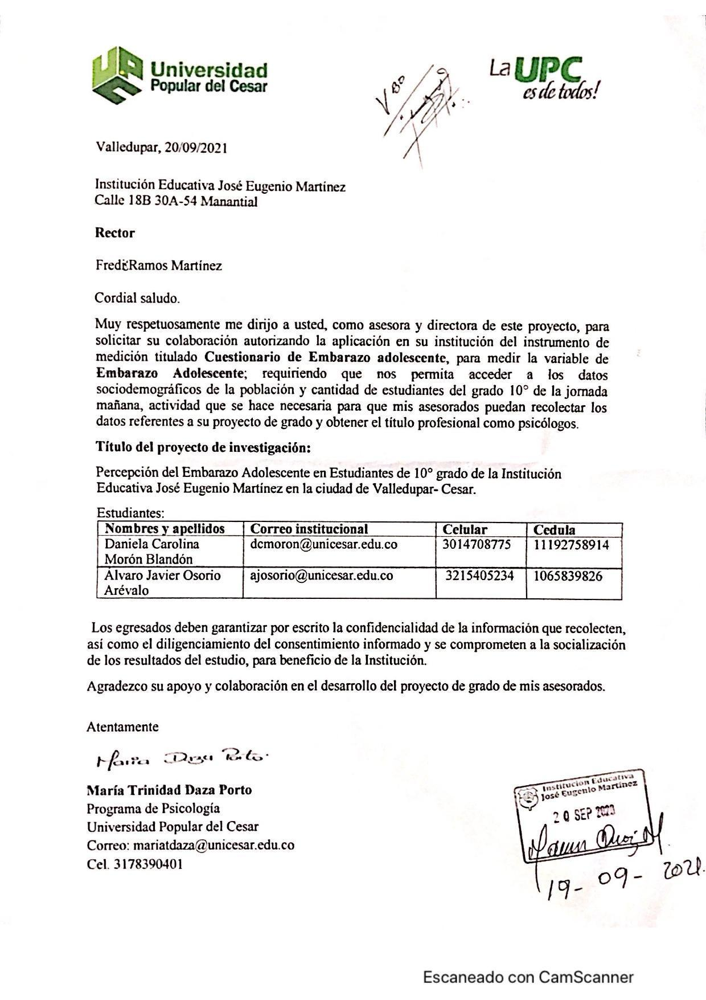 Universidad
Popular del Cesar
La UPC
es de todos!
V Bo
Valledupar, 20/09/2021
Institución Educativa José Eugenio Martínez
Calle 18B 30A-54 Manantial
Rector
Ramos Martínez
Cordial saludo.
Muy respetuosamente me dirijo a usted, como asesora y directora de este proyecto, para
solicitar su colaboración autorizando la aplicación en su institución del instrumento de
medición titulado Cuestionario de Embarazo adolescente, para medir la variable de
Embarazo Adolescente; requiriendo que nos permita acceder a los datos
sociodemográficos de la población y cantidad de estudiantes del grado 10° de la jornada
mañana, actividad que se hace necesaria para que mis asesorados puedan recolectar los
datos referentes a su proyecto de grado y obtener el título profesional como psicólogos.
Título del proyecto de investigación:
Percepción del Embarazo Adolescente en Estudiantes de 10° grado de la Institución
Educativa José Eugenio Martínez en la ciudad de Valledupar- Cesar.
Estudiantes:
Nombres y apellidos Correo institucional Celular Cedula
Daniela Carolina dcmoron@unicesar.edu.co 3014708775 11192758914
Morón Blandón
Álvaro Javier Osorio ajosorio@unicesar.edu.co 3215405234 1065839826
Arévalo
Los egresados deben garantizar por escrito la confidencialidad de la información que recolecten,
así como el diligenciamiento del consentimiento informado y se comprometen a la socialización
de los resultados del estudio, para beneficio de la Institución.
Agradezco su apoyo y colaboración en el desarrollo del proyecto de grado de mis asesorados.
Atentamente
Maria Daza Porto.
María Trinidad Daza Porto
Programa de Psicología
Universidad Popular del Cesar
Correo: mariatdaza@unicesar.edu.co
Cel. 3178390401
Institución Educativa
José Eugenio Martínez
20 SEP
19-09-2021.
Escaneado con CamScanner